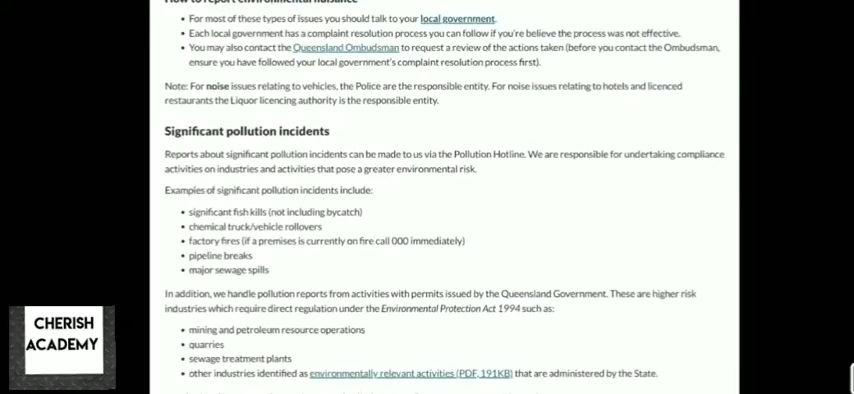 How to report environmental nuisance
• For most of these types of issues you should talk to your local government.
• Each local government has a complaint resolution process you can follow if you're believe the process was not effective.
• You may also contact the Queensland Ombudsman to request a review of the actions taken (before you contact the Ombudsman,
ensure you have followed your local government's complaint resolution process first).
Note: For noise issues relating to vehicles, the Police are the responsible entity. For noise issues relating to hotels and licenced
restaurants the Liquor licencing authority is the responsible entity.
Significant pollution incidents
Reports about significant pollution incidents can be made to us via the Pollution Hotline. We are responsible for undertaking compliance
activities on industries and activities that pose a greater environmental risk.
Examples of significant pollution incidents include:
• significant fish kills (not including bycatch)
• chemical truck/vehicle rollovers
• factory fires (if a premises is currently on fire call 000 immediately)
• pipeline breaks
• major sewage spills
In addition, we handle pollution reports from activities with permits issued by the Queensland Government. These are higher risk
industries which require direct regulation under the Environmental Protection Act 1994 such as:
• mining and petroleum resource operations
• quarries
• sewage treatment plants
• other industries identified as environmentally relevant activities (PDF, 191KB) that are administered by the State.
CHERISH
ACADEMY